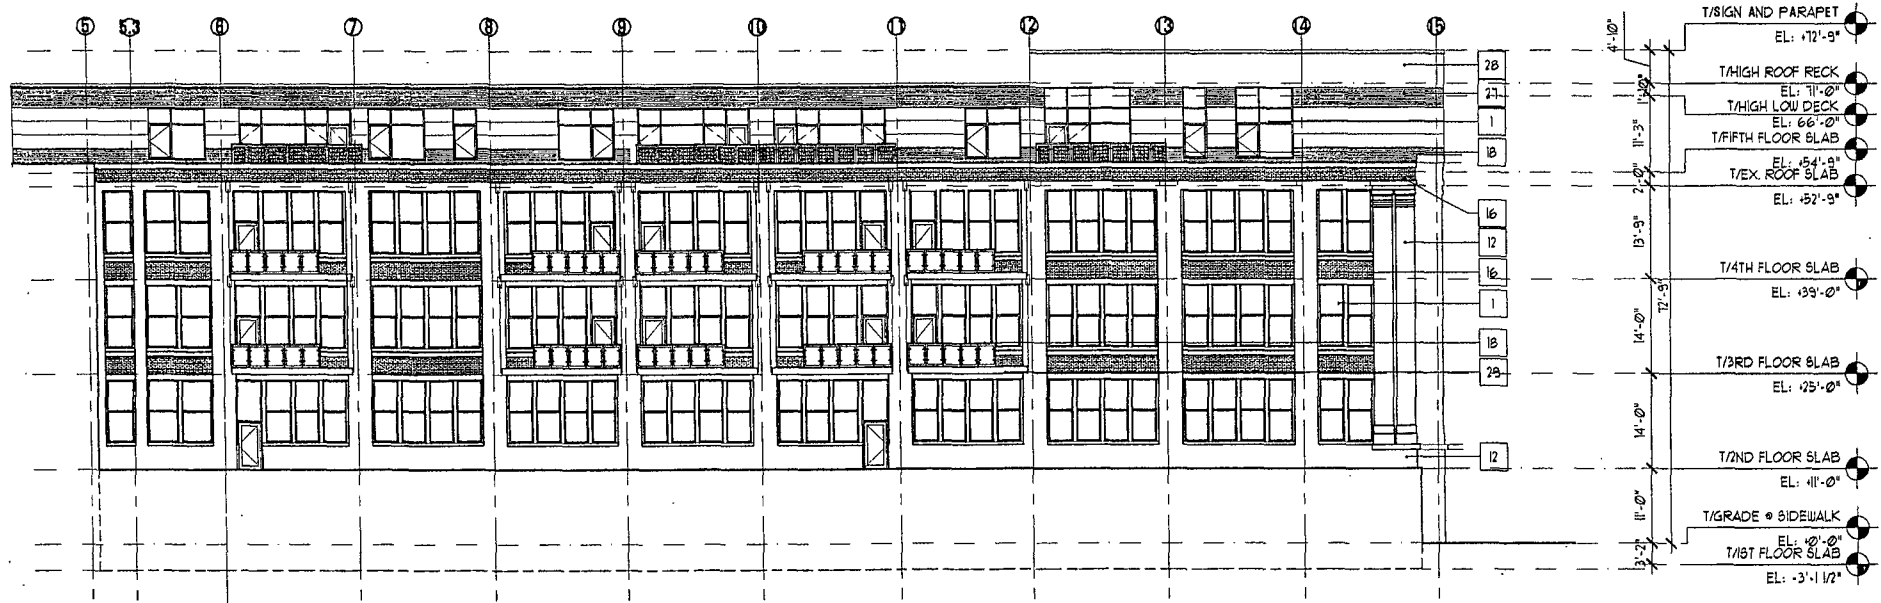 5 5.3 6 7 8 9 10 11 12 13 14 15
T/SIGN AND PARAPET
EL: +72'-9"
4'-10"
28
T/HIGH ROOF RECK
EL: 71'-0"
27
T/HIGH LOW DECK
EL: 66'-0"
1
11'-3"
T/FIFTH FLOOR SLAB
EL: +54'-9"
18
T/EX. ROOF SLAB
EL: +52'-9"
2'-0"
16
12
13'-9"
16
T/4TH FLOOR SLAB
EL: +39'-0"
72'-9"
1
14'-0"
18
T/3RD FLOOR SLAB
EL: +25'-0"
29
14'-0"
12
T/2ND FLOOR SLAB
EL: +11'-0"
11'-0"
T/GRADE @ SIDEWALK
EL: +0'-0"
T/1ST FLOOR SLAB
3'-2"
EL: -3'-1 1/2"